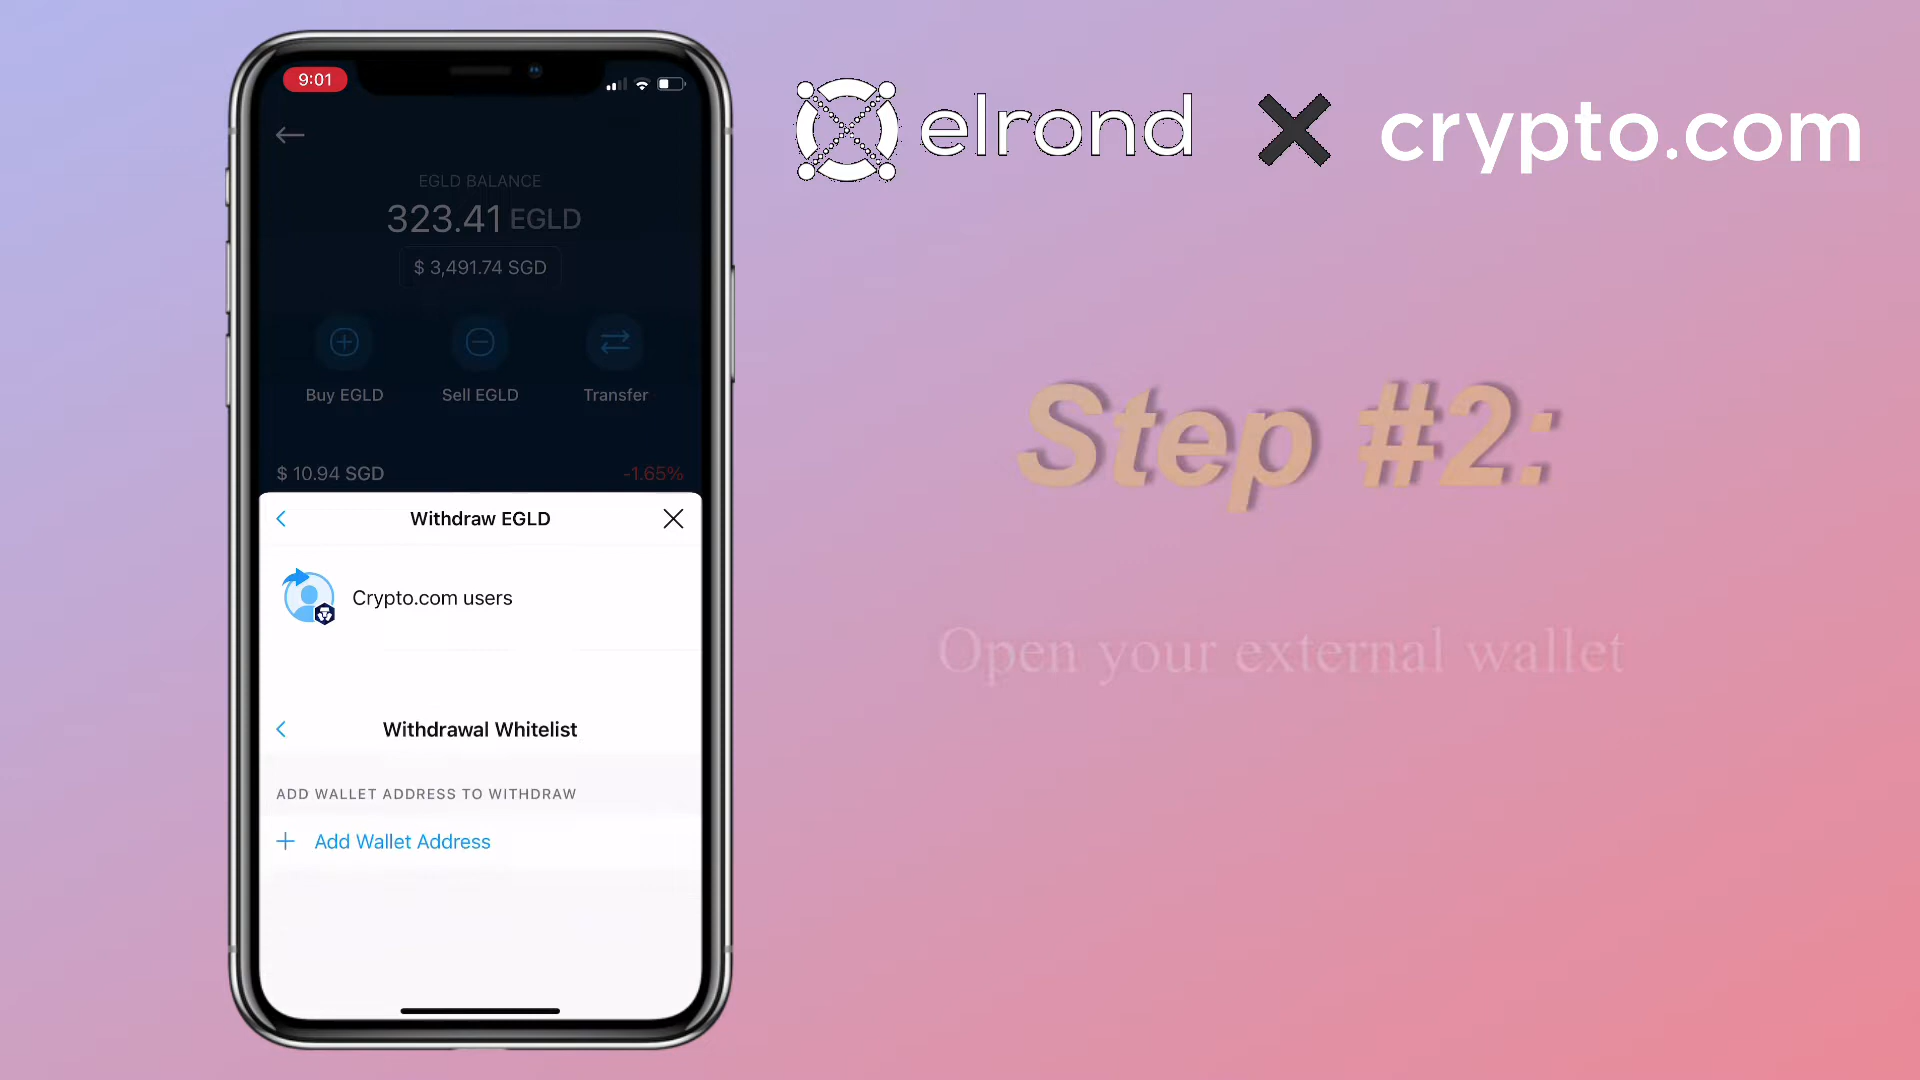 9:01
EGLD BALANCE
323.41 EGLD
$ 3,491.74 SGD
Buy EGLD
Sell EGLD
Transfer
$ 10.94 SGD
-1.65%
Withdraw EGLD
Crypto.com users
Withdrawal Whitelist
ADD WALLET ADDRESS TO WITHDRAW
+ Add Wallet Address
elrond
crypto.com
Step #2:
Open your external wallet